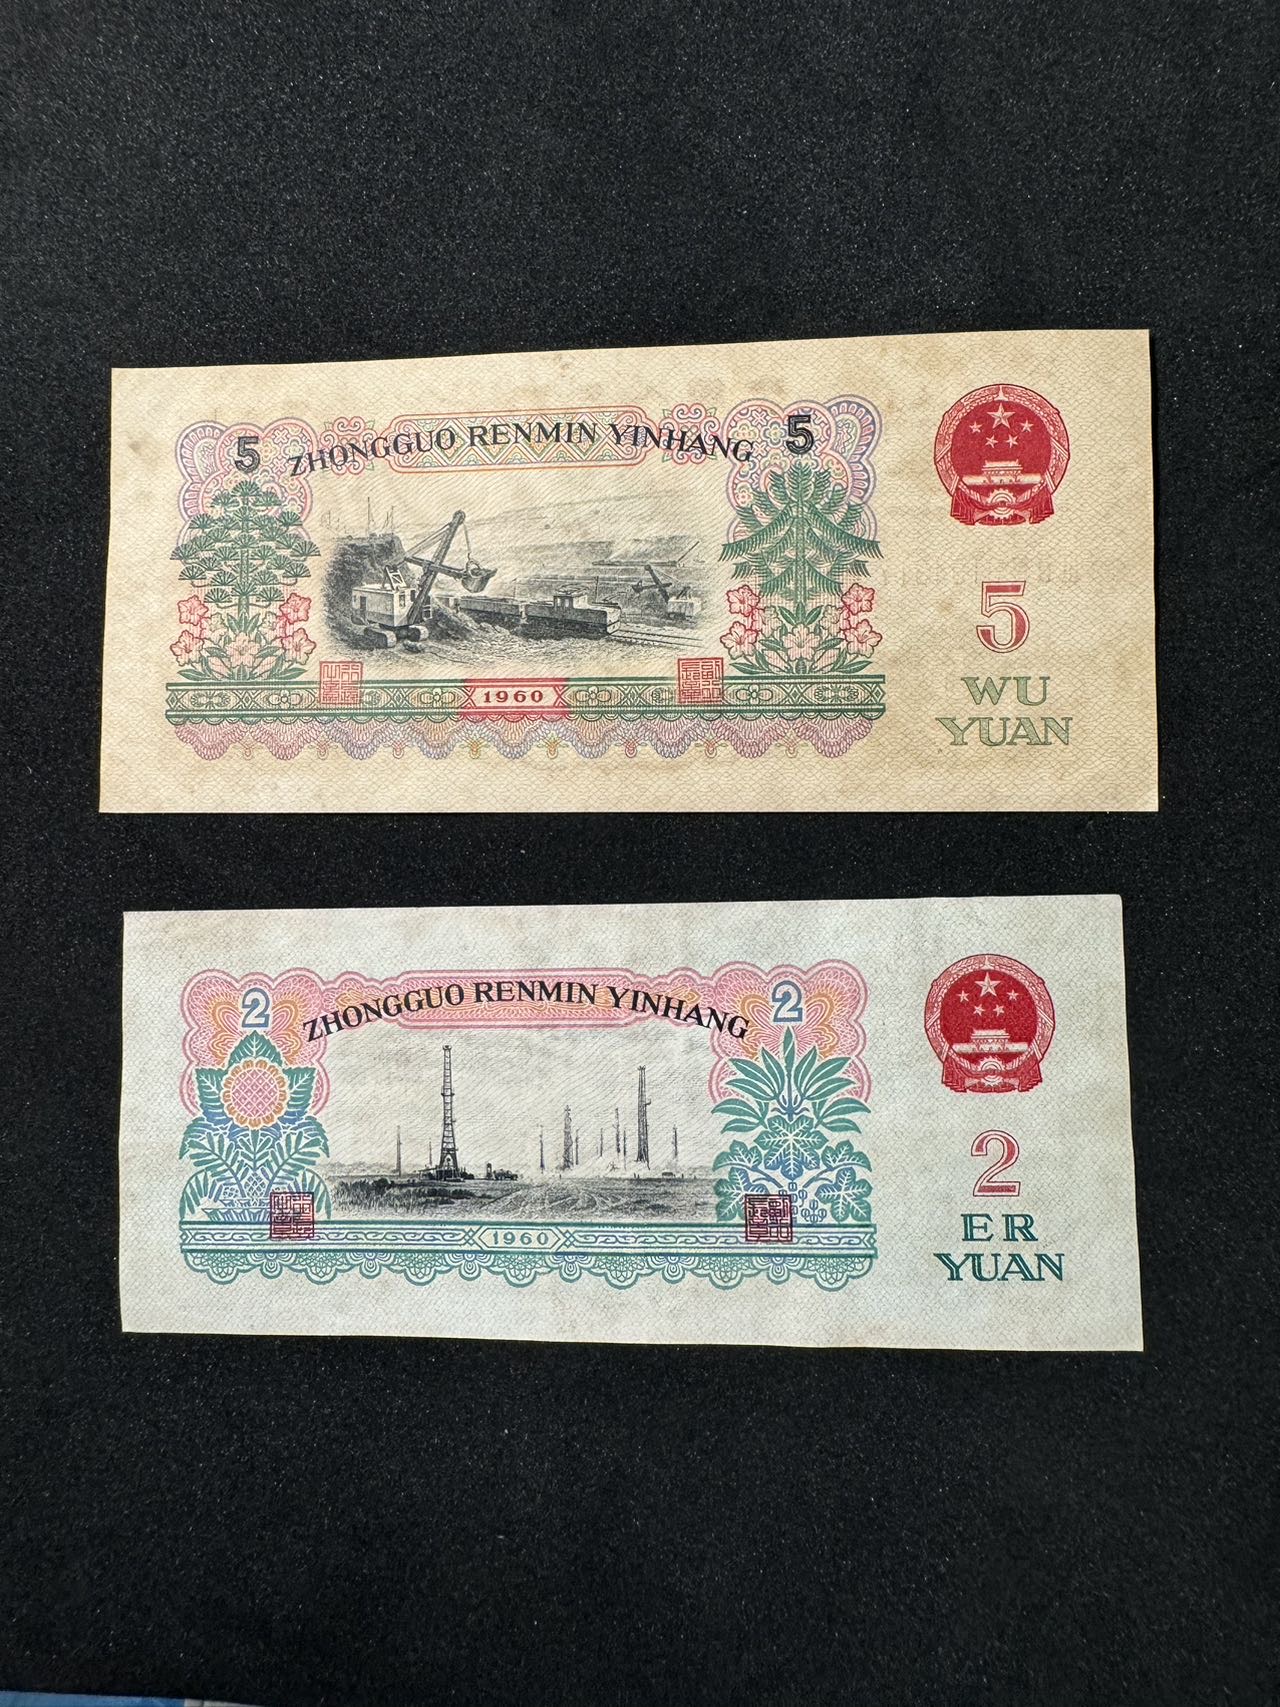 5 ZHONGGUO RENMIN YINHANG 5
1960
5
WU
YUAN
2 ZHONGGUO RENMIN YINHANG 2
1960
2
ER
YUAN